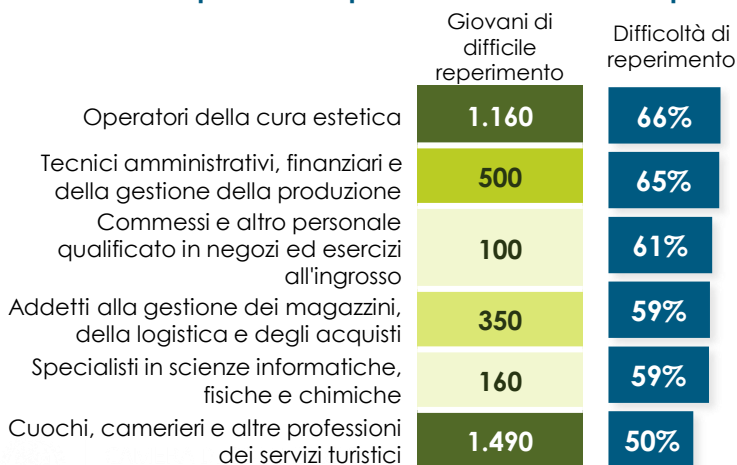 Giovani di
difficile
reperimento
Difficoltà di
reperimento
Operatori della cura estetica
1.160
66%
Tecnici amministrativi, finanziari e
della gestione della produzione
500
65%
Commessi e altro personale
qualificato in negozi ed esercizi
all'ingrosso
100
61%
Addetti alla gestione dei magazzini,
della logistica e degli acquisti
350
59%
Specialisti in scienze informatiche,
fisiche e chimiche
160
59%
Cuochi, camerieri e altre professioni
dei servizi turistici
1.490
50%